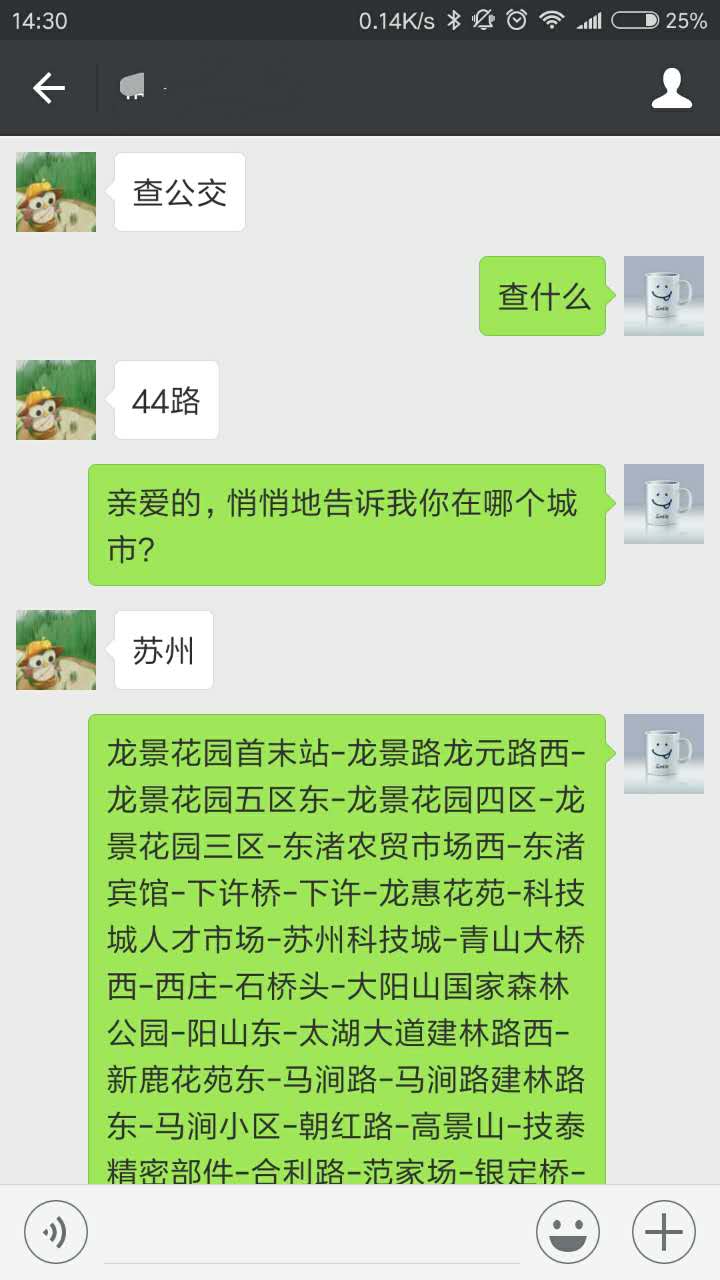 14:30
0.14K/s
25%
查公交
查什么
44路
亲爱的，悄悄地告诉我你在哪个城
市?
苏州
龙景花园首末站-龙景路龙元路西-
龙景花园五区东-龙景花园四区-龙
景花园三区-东渚农贸市场西-东渚
宾馆-下许桥-下许-龙惠花苑-科技
城人才市场-苏州科技城-青山大桥
西-西庄-石桥头-大阳山国家森林
公园-阳山东-太湖大道建林路西-
新鹿花苑东-马涧路-马涧路建林路
东-马涧小区-朝红路-高景山-技泰
精密部件-合利路-范家场-银定桥-